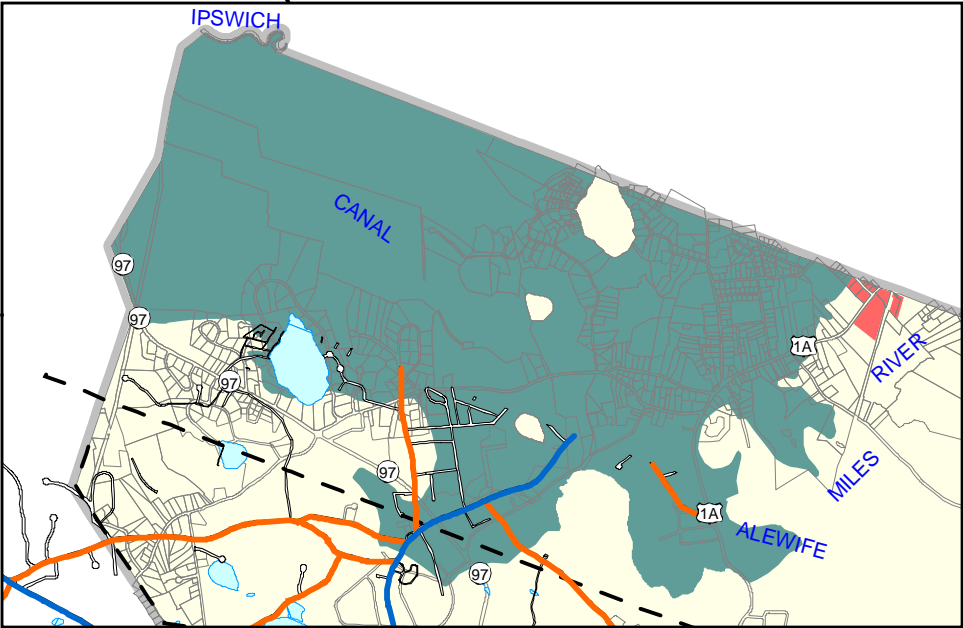 IPSWICH
CANAL
97
97
1A
RIVER
97
97
MILES
1A
ALEWIFE
97